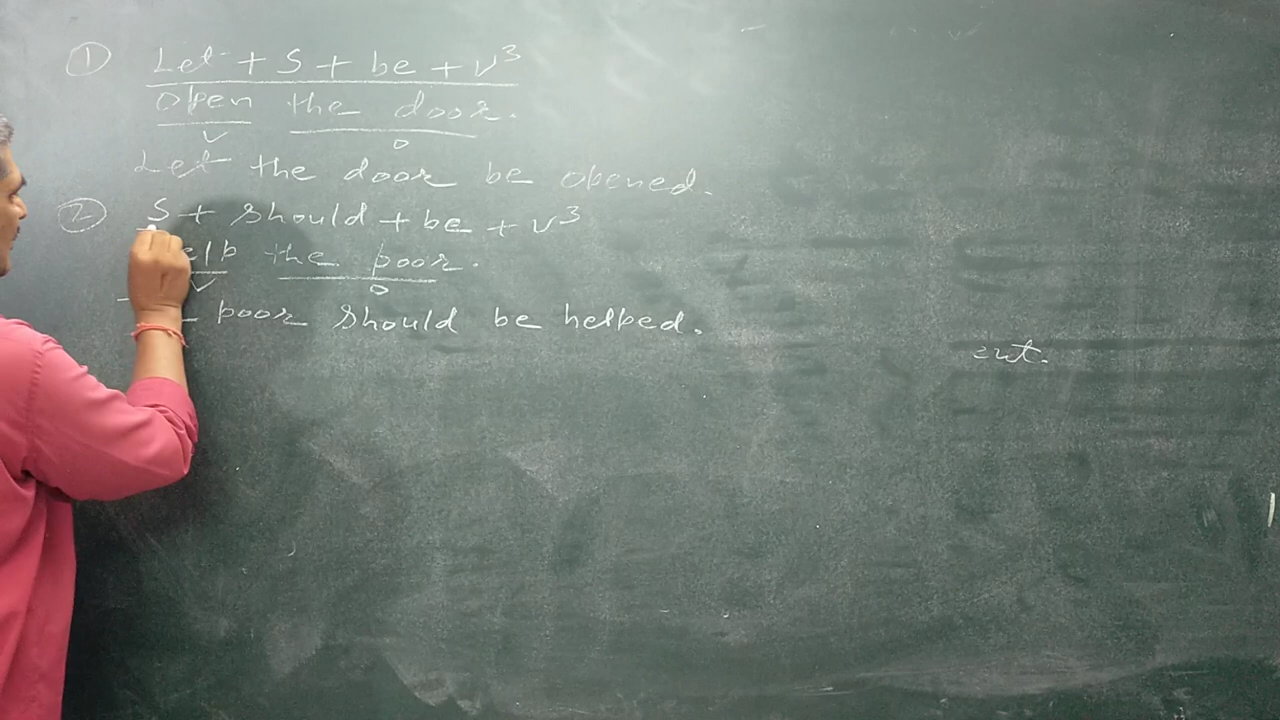 ① Let + S + be + v³
Open the door.
V O
Let the door be opened.
② S + should + be + v³
elp the poor.
V O
poor should be helped.